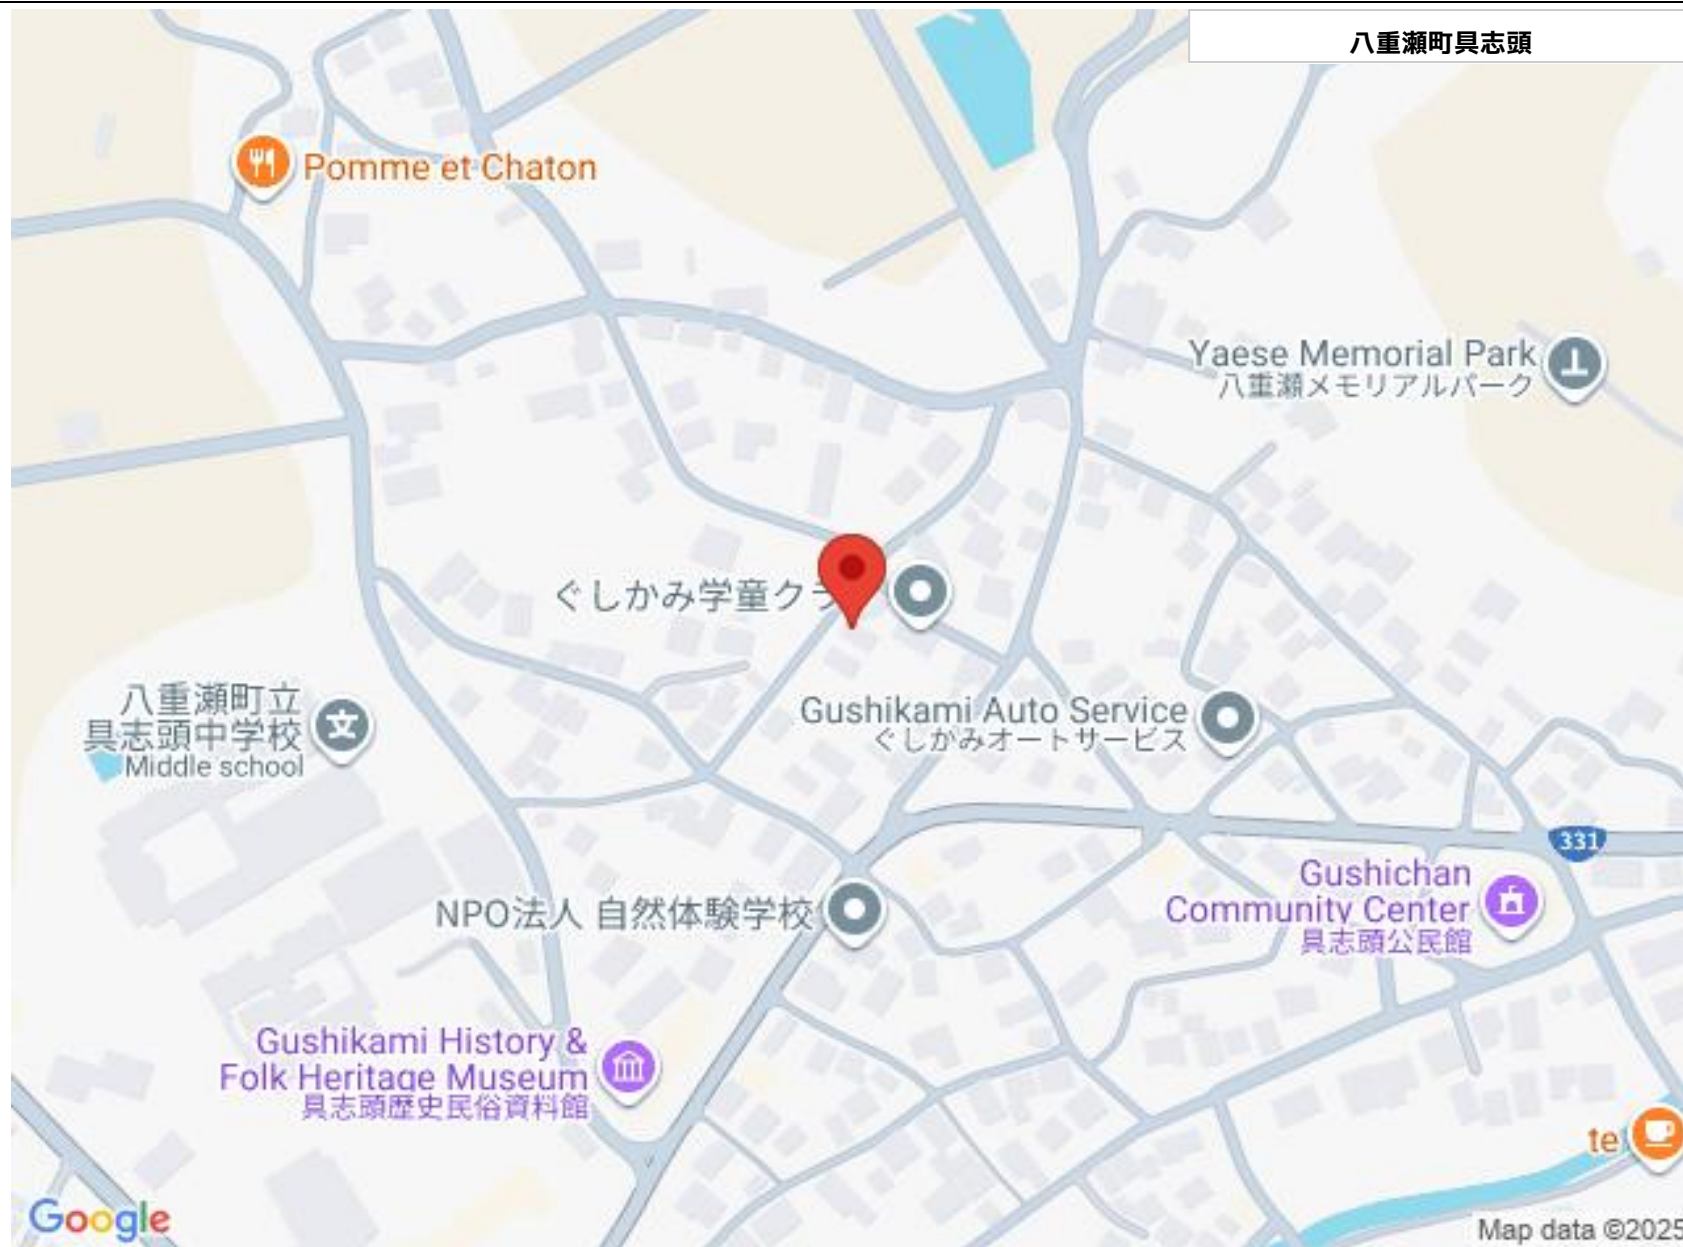 八重瀬町具志頭
Pomme et Chaton
Yaese Memorial Park
八重瀬メモリアルパーク
ぐしかみ学童クラ
八重瀬町立
具志頭中学校
Middle school
Gushikami Auto Service
ぐしかみオートサービス
331
Gushichan
Community Center
具志頭公民館
NPO法人 自然体験学校
Gushikami History &
Folk Heritage Museum
具志頭歴史民俗資料館
te
Google
Map data ©2025